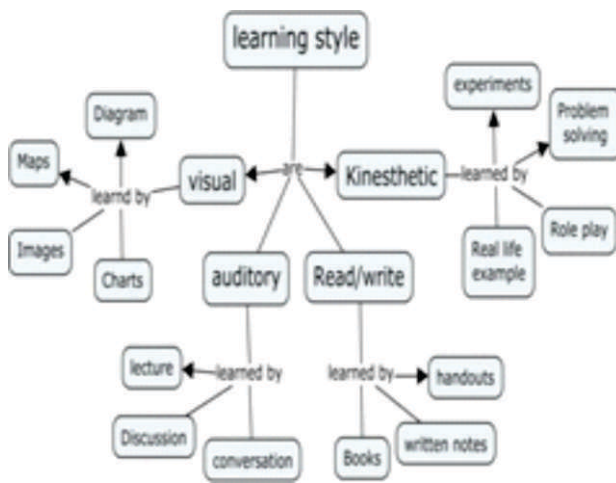 learning style
are
visual
learnd by
Diagram
Maps
Images
Charts
Kinesthetic
learned by
experiments
Problem
solving
Role play
Real life
example
auditory
learned by
lecture
Discussion
conversation
Read/write
learned by
handouts
written notes
Books